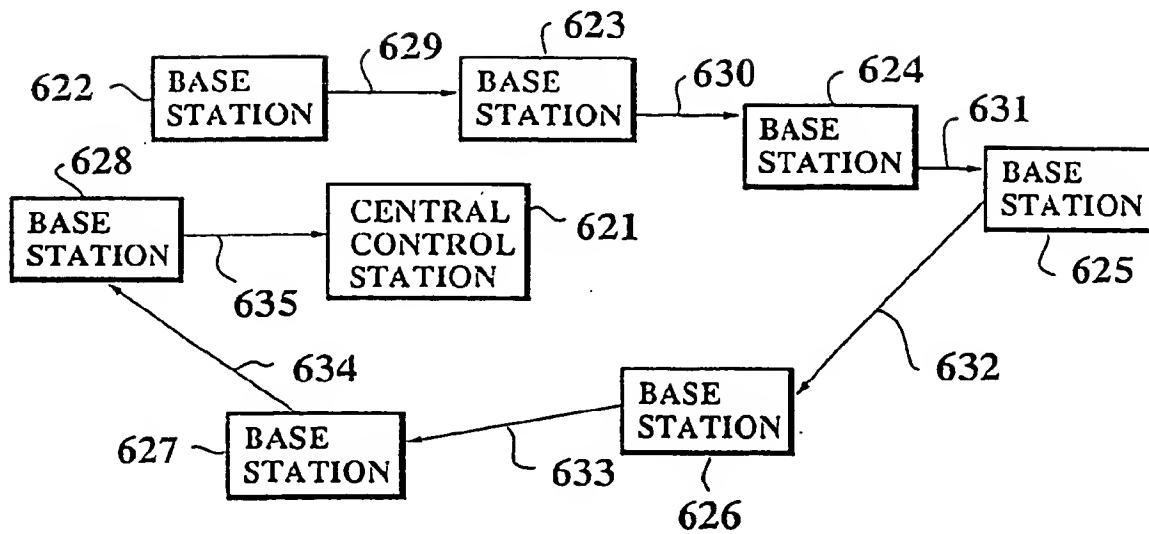 629
623
622
BASE
STATION
BASE
STATION
630
624
BASE
STATION
631
BASE
STATION
625
628
BASE
STATION
635
CENTRAL
CONTROL
STATION
621
632
634
BASE
STATION
626
633
627
BASE
STATION